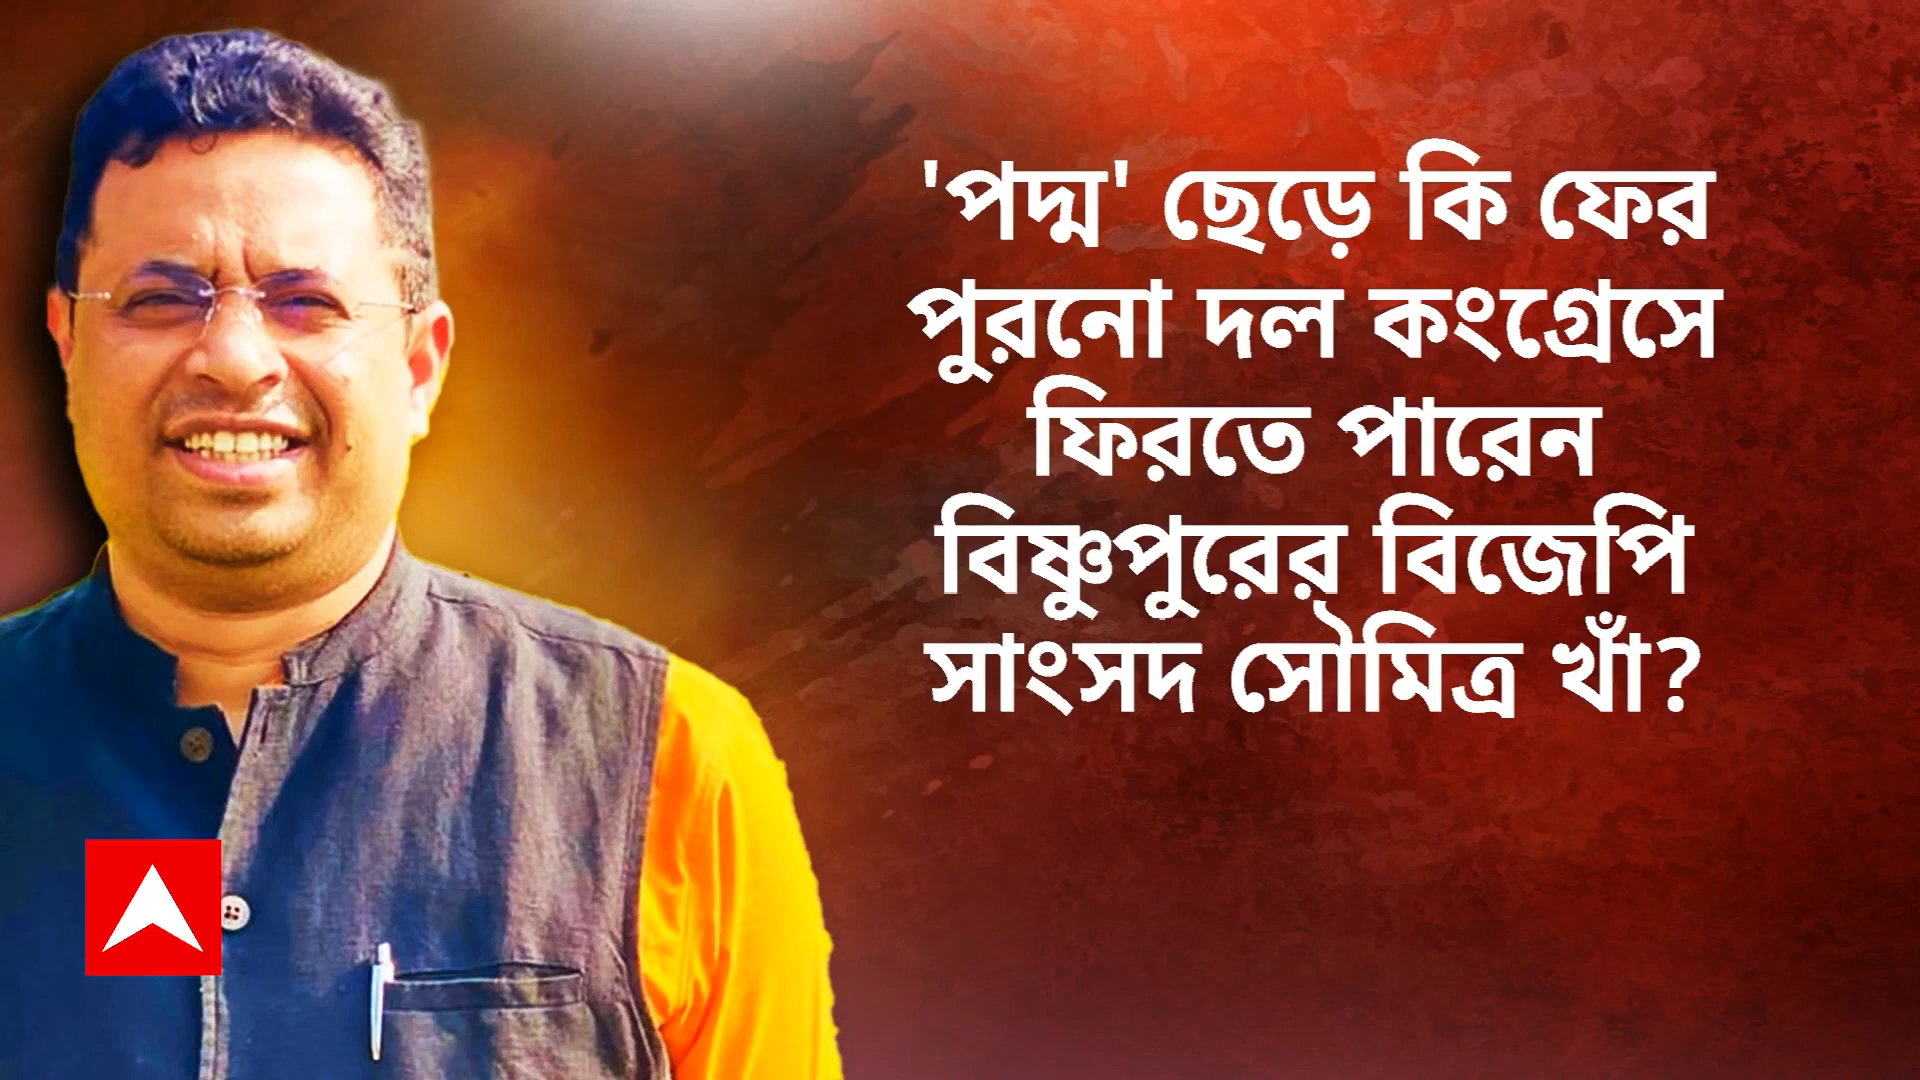 'পদ্ম' ছেড়ে কি ফের
পুরনো দল কংগ্রেসে
ফিরতে পারেন
বিষ্ণুপুরের বিজেপি
সাংসদ সৌমিত্র খাঁ?